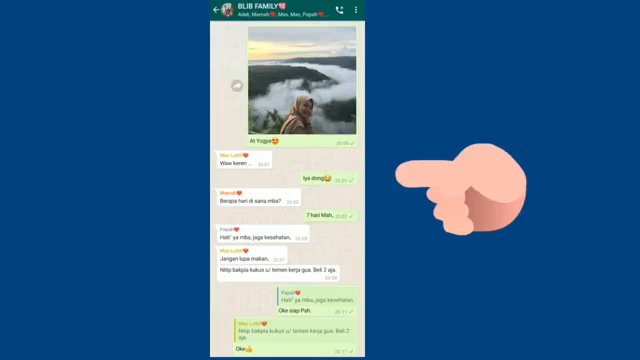 BLIB FAMILY💖
Adek, Mamah❤️, Mas, Mas, Papah❤️,...
At Yogya😍
20.00
Mas Luthfi❤️
Waw keren ...
20.01
Iya dong🥰
20.01
Mamah❤️
Berapa hari di sana mba?
20.02
7 hari Mah.
20.02
Papah❤️
Hati² ya mba, jaga kesehatan.
Mas Luthfi❤️
Jangan lupa makan.
20.07
Nitip bakpia kukus u/ temen kerja gua. Beli 2 aja.
20.08
Papah❤️
Hati² ya mba, jaga kesehatan.
Oke siap Pah.
20.11
Mas Luthfi❤️
Nitip bakpia kukus u/ temen kerja gua. Beli 2
aja.
Oke👍
20.11